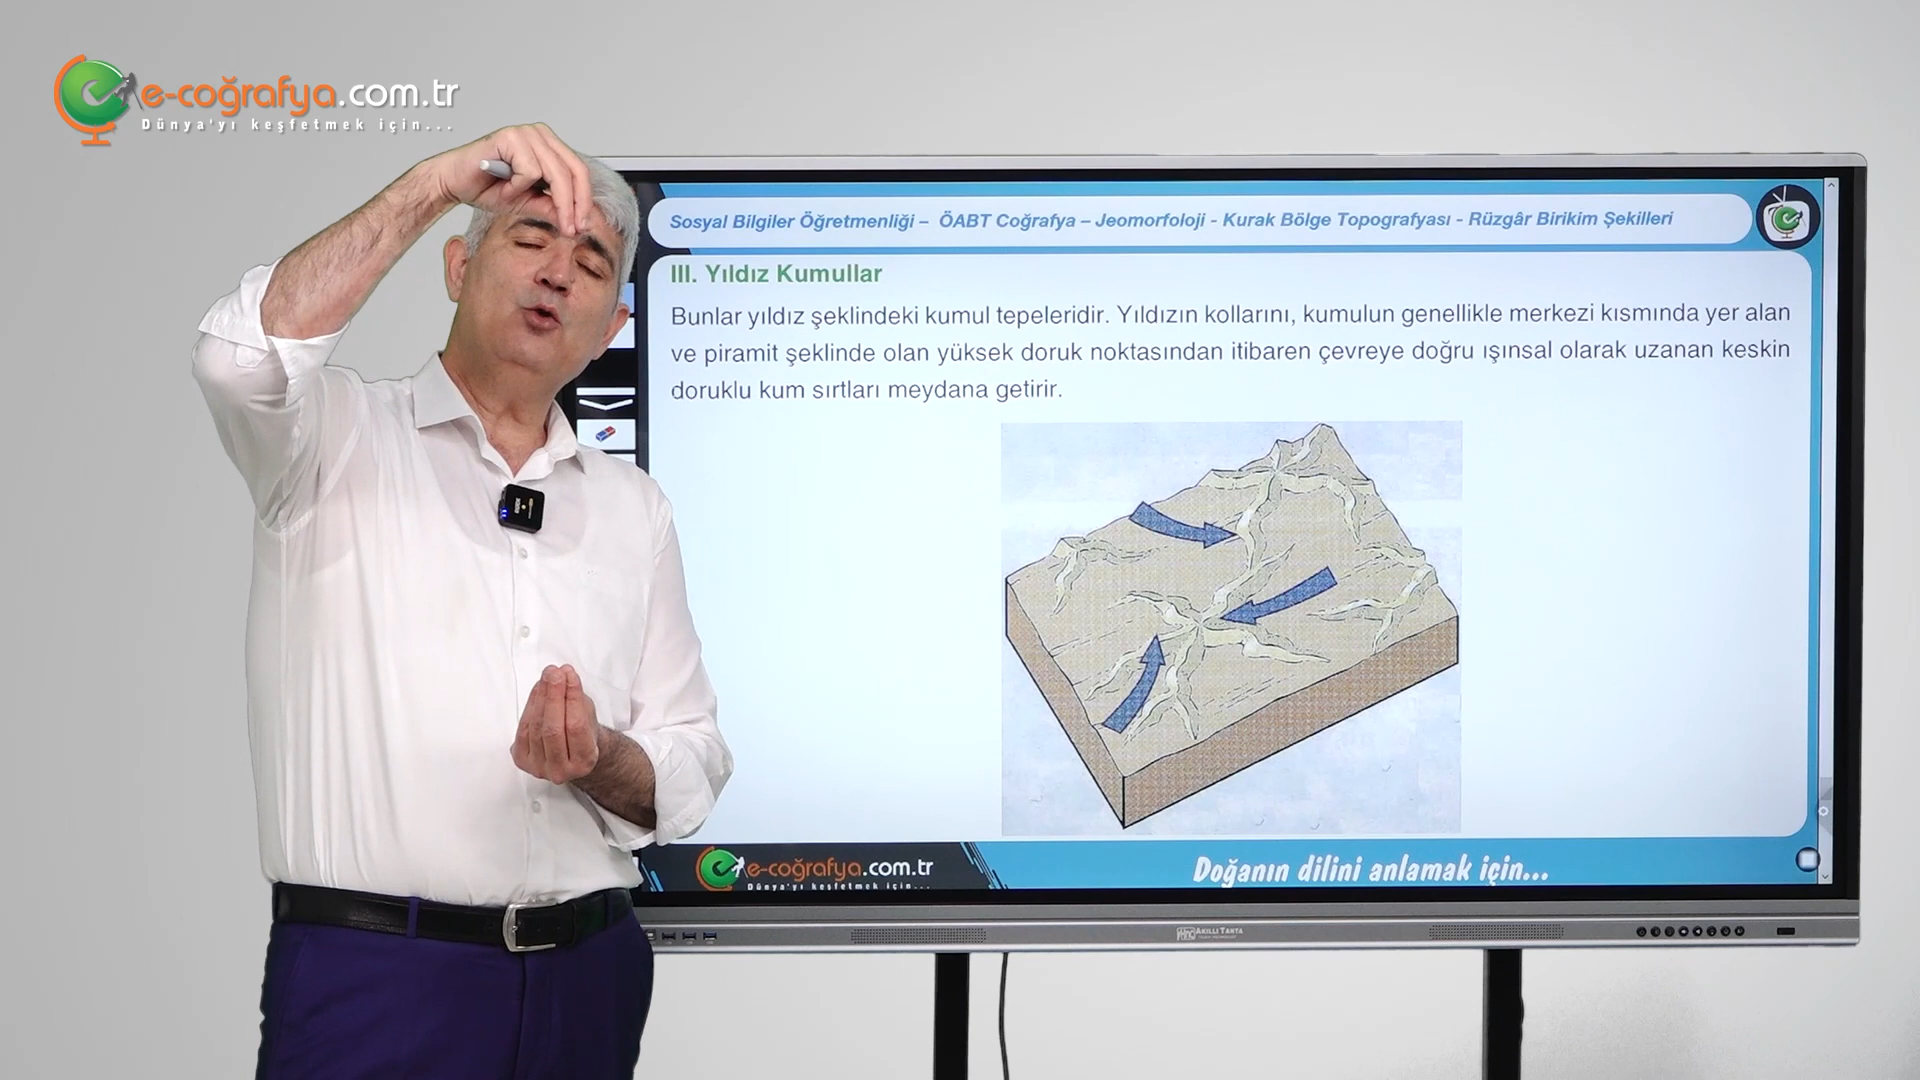 e-coğrafya.com.tr
Dünya'yı keşfetmek için...
Sosyal Bilgiler Öğretmenliği – ÖABT Coğrafya – Jeomorfoloji - Kurak Bölge Topografyası - Rüzgâr Birikim Şekilleri
III. Yıldız Kumullar
Bunlar yıldız şeklindeki kumul tepeleridir. Yıldızın kollarını, kumulun genellikle merkezi kısmında yer alan
ve piramit şeklinde olan yüksek doruk noktasından itibaren çevreye doğru ışınsal olarak uzanan keskin
doruklu kum sırtları meydana getirir.
e-coğrafya.com.tr
Dünya'yı keşfetmek için...
Doğanın dilini anlamak için...
AKILLI TAHTA